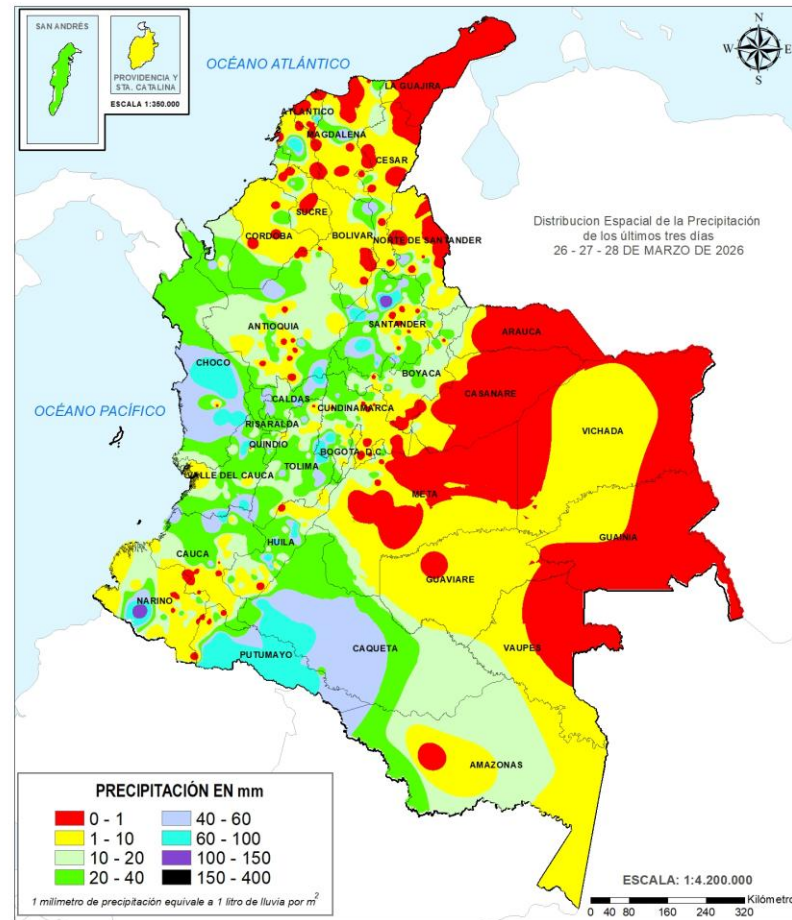 SAN ANDRÉS
PROVIDENCIA Y
STA. CATALINA
ESCALA 1:350.000
OCÉANO ATLÁNTICO
N
W
E
S
LA GUAJIRA
ATLANTICO
MAGDALENA
CESAR
SUCRE
CORDOBA
BOLIVAR
NORTE DE SANTANDER
Distribucion Espacial de la Precipitación
de los últimos tres días
26 - 27 - 28 DE MARZO DE 2026
ANTIOQUIA
SANTANDER
ARAUCA
CHOCO
BOYACA
CASANARE
OCÉANO PACÍFICO
CALDAS
CUNDINAMARCA
RISARALDA
VICHADA
QUINDIO
BOGOTA D.C.
TOLIMA
VALLE DEL CAUCA
META
HUILA
GUAINIA
CAUCA
GUAVIARE
NARINO
CAQUETA
VAUPES
PUTUMAYO
AMAZONAS
PRECIPITACIÓN EN mm
0 - 1
40 - 60
1 - 10
60 - 100
10 - 20
100 - 150
20 - 40
150 - 400
1 milímetro de precipitación equivale a 1 litro de lluvia por m²
ESCALA: 1:4.200.000
Kilómetro
0 40 80 160 240 320